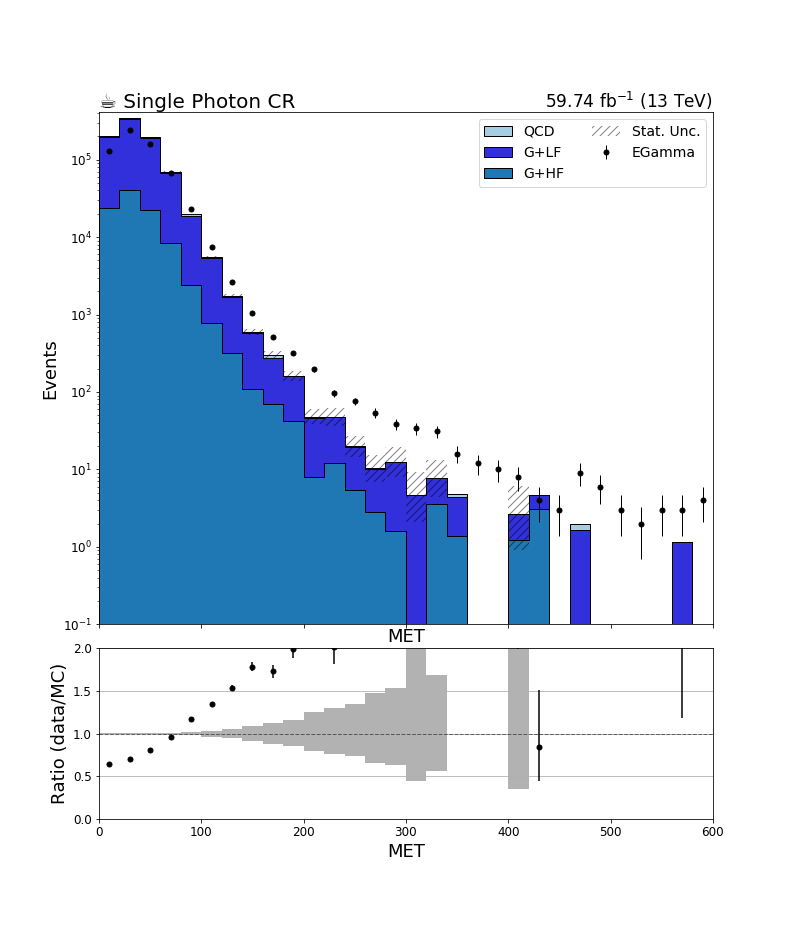 ☕ Single Photon CR
59.74 fb⁻¹ (13 TeV)
QCD
G+LF
G+HF
Stat. Unc.
EGamma
Events
10⁵
10⁴
10³
10²
10¹
10⁰
10⁻¹
MET
Ratio (data/MC)
2.0
1.5
1.0
0.5
0.0
0 100 200 300 400 500 600
MET